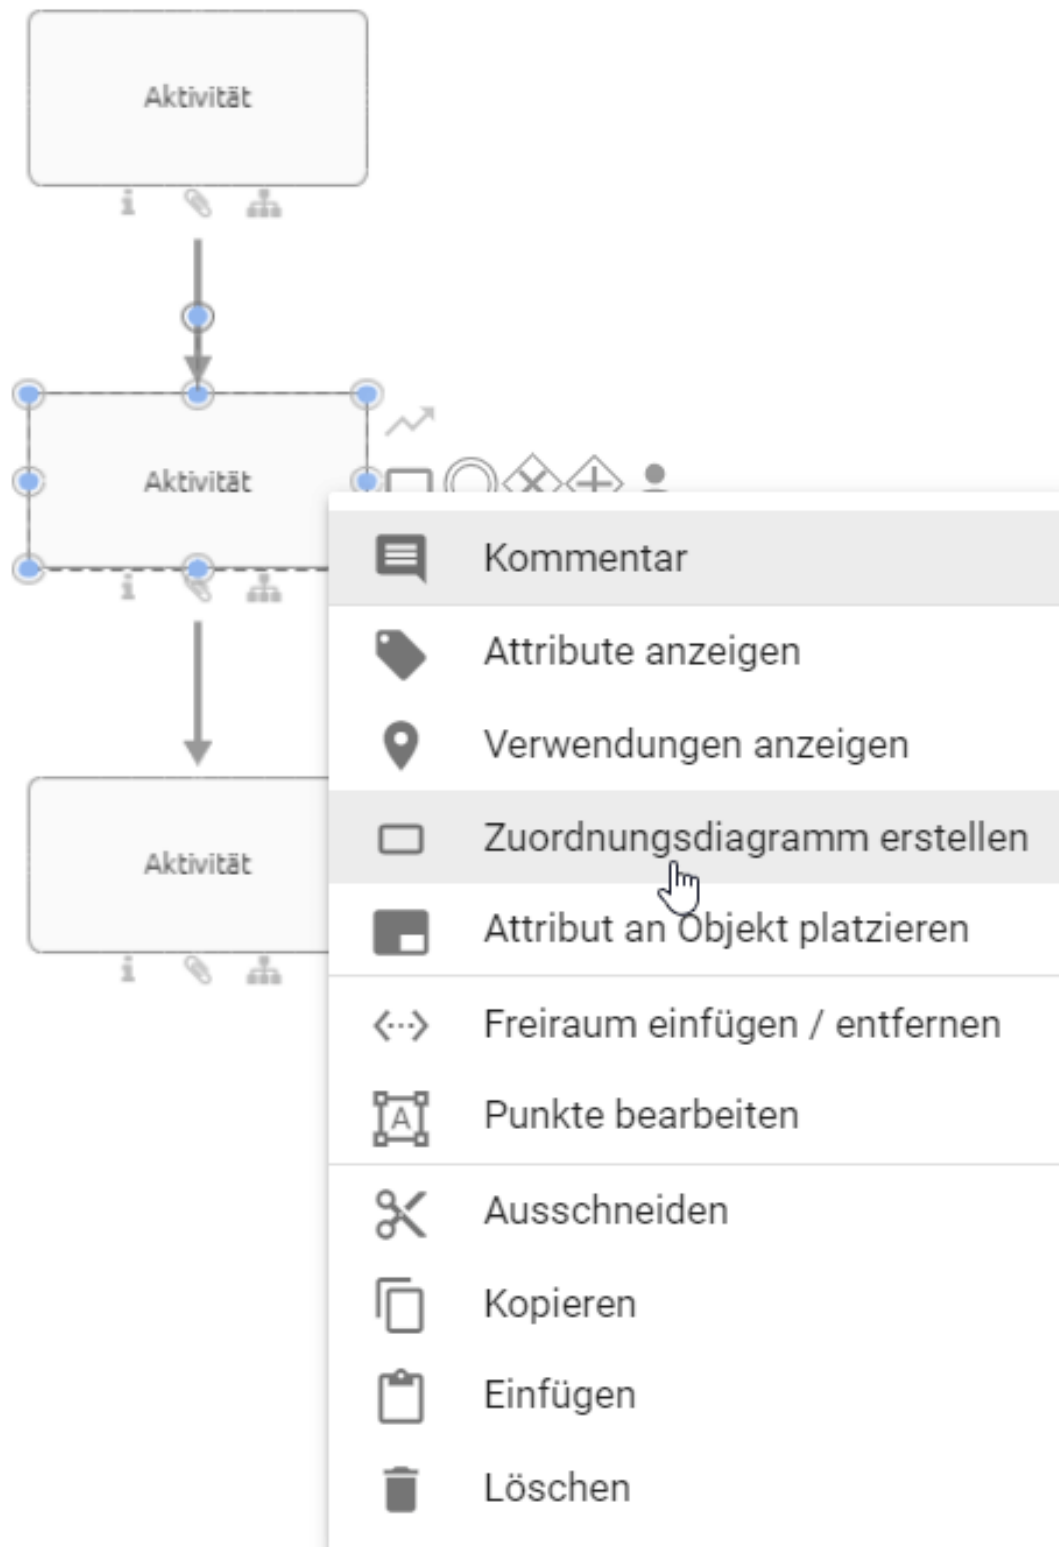 Aktivität
Aktivität
Kommentar
Attribute anzeigen
Verwendungen anzeigen
Zuordnungsdiagramm erstellen
Aktivität
Attribut an Objekt platzieren
Freiraum einfügen / entfernen
Punkte bearbeiten
Ausschneiden
Kopieren
Einfügen
Löschen